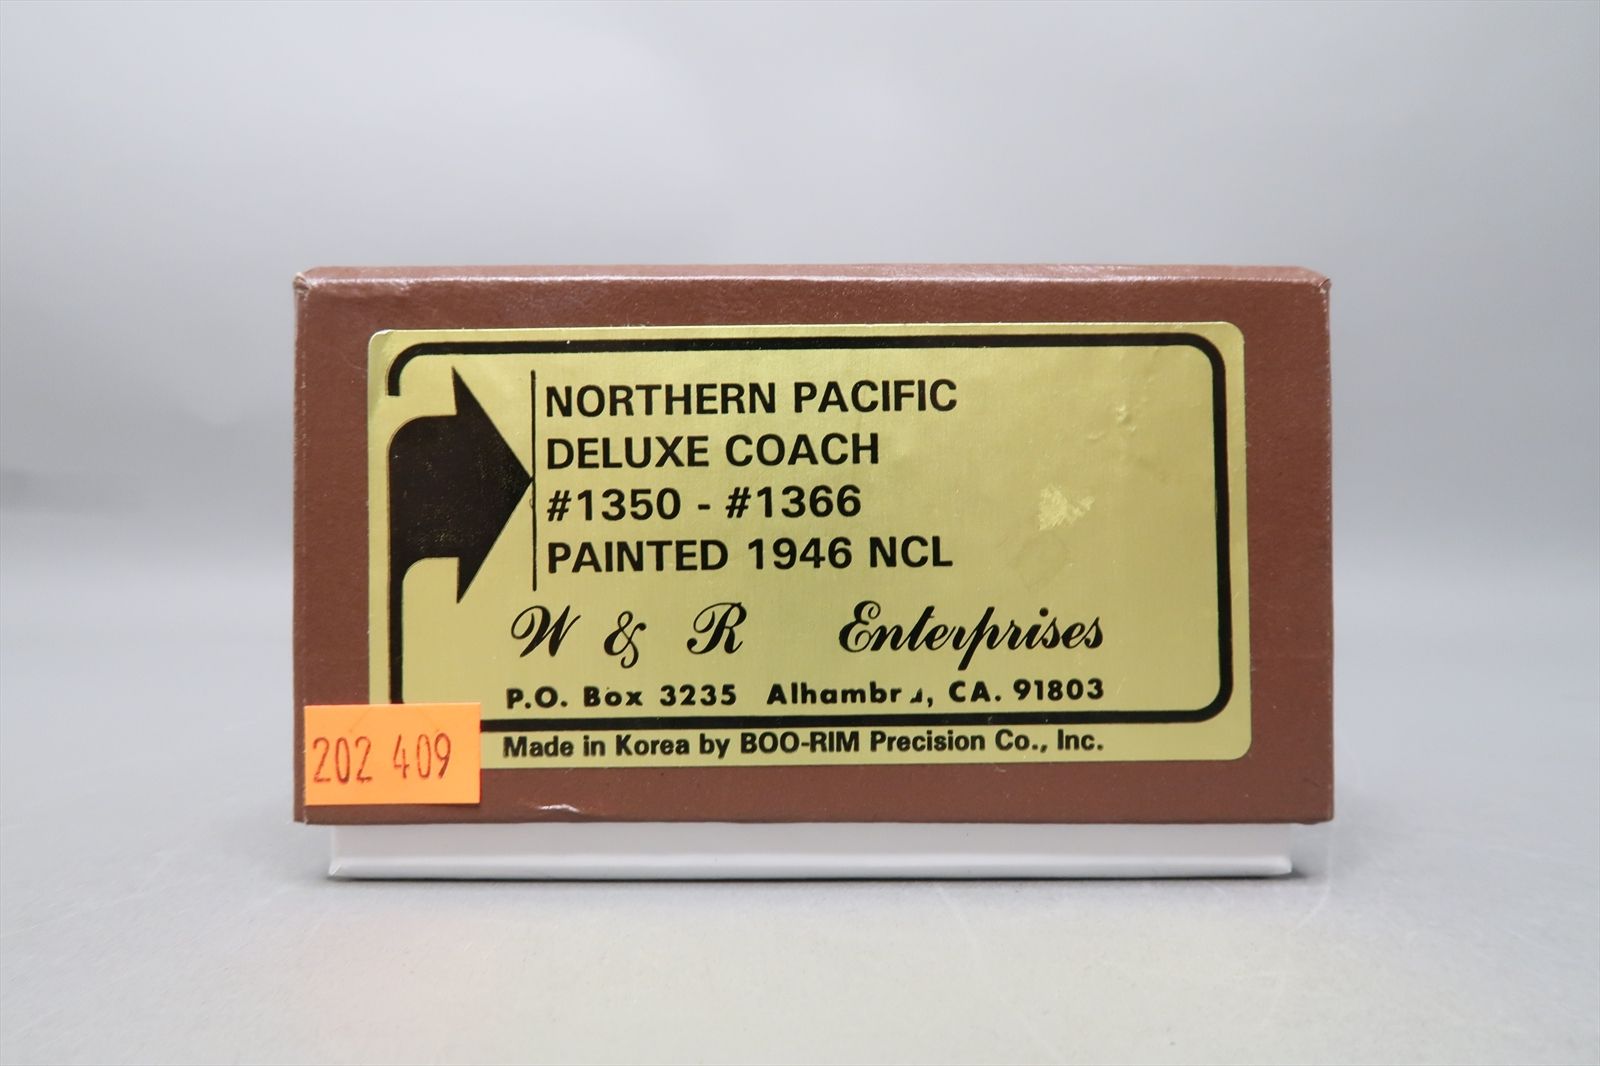 NORTHERN PACIFIC
DELUXE COACH
#1350 - #1366
PAINTED 1946 NCL
W & R Enterprises
P.O. Box 3235 Alhambra, CA. 91803
Made in Korea by BOO-RIM Precision Co., Inc.
202 409